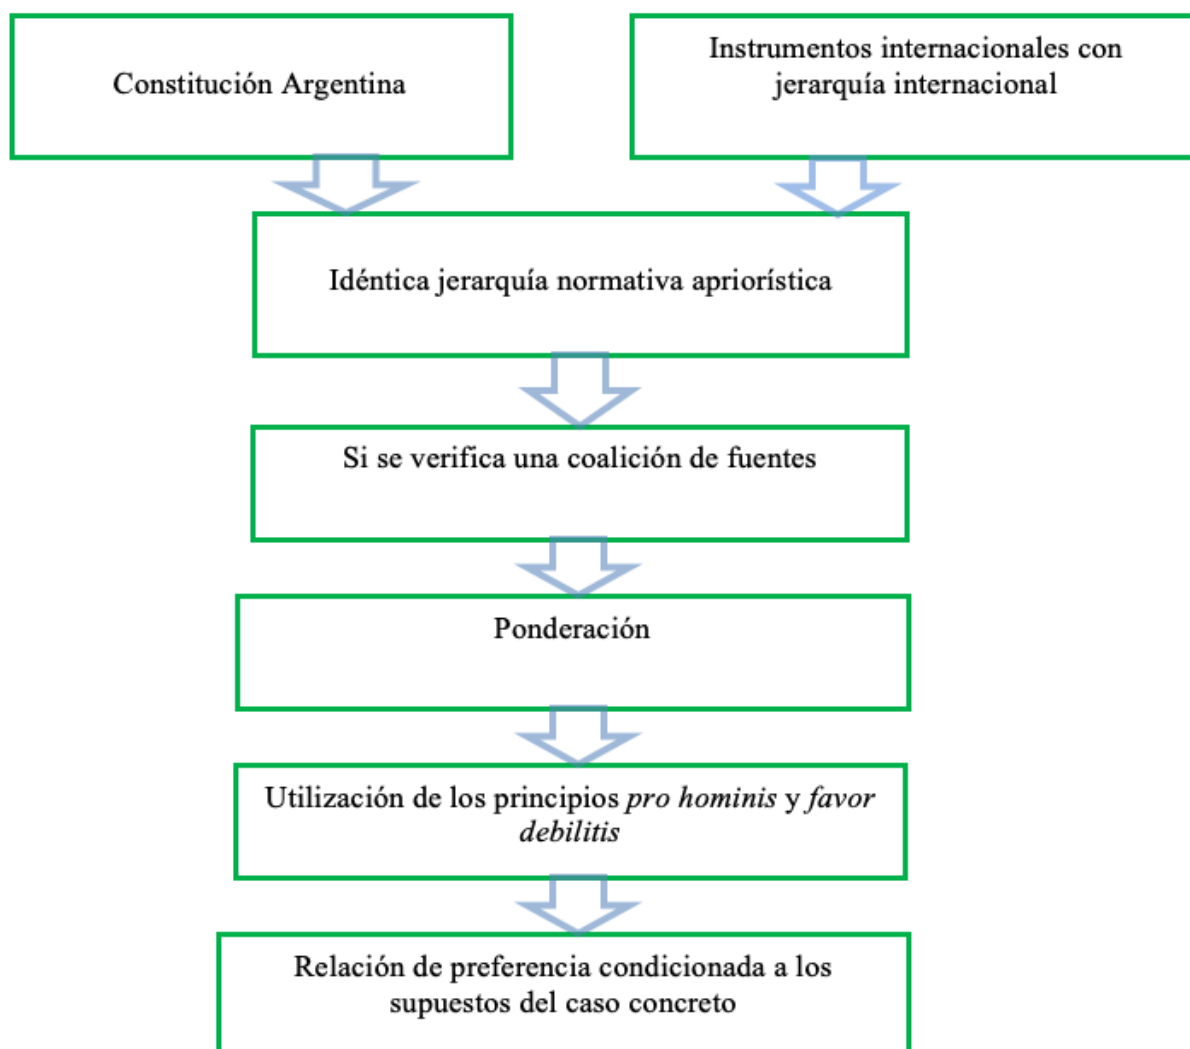 Constitución Argentina
Instrumentos internacionales con
jerarquía internacional
Idéntica jerarquía normativa apriorística
Si se verifica una coalición de fuentes
Ponderación
Utilización de los principios pro hominis y favor
debilitis
Relación de preferencia condicionada a los
supuestos del caso concreto